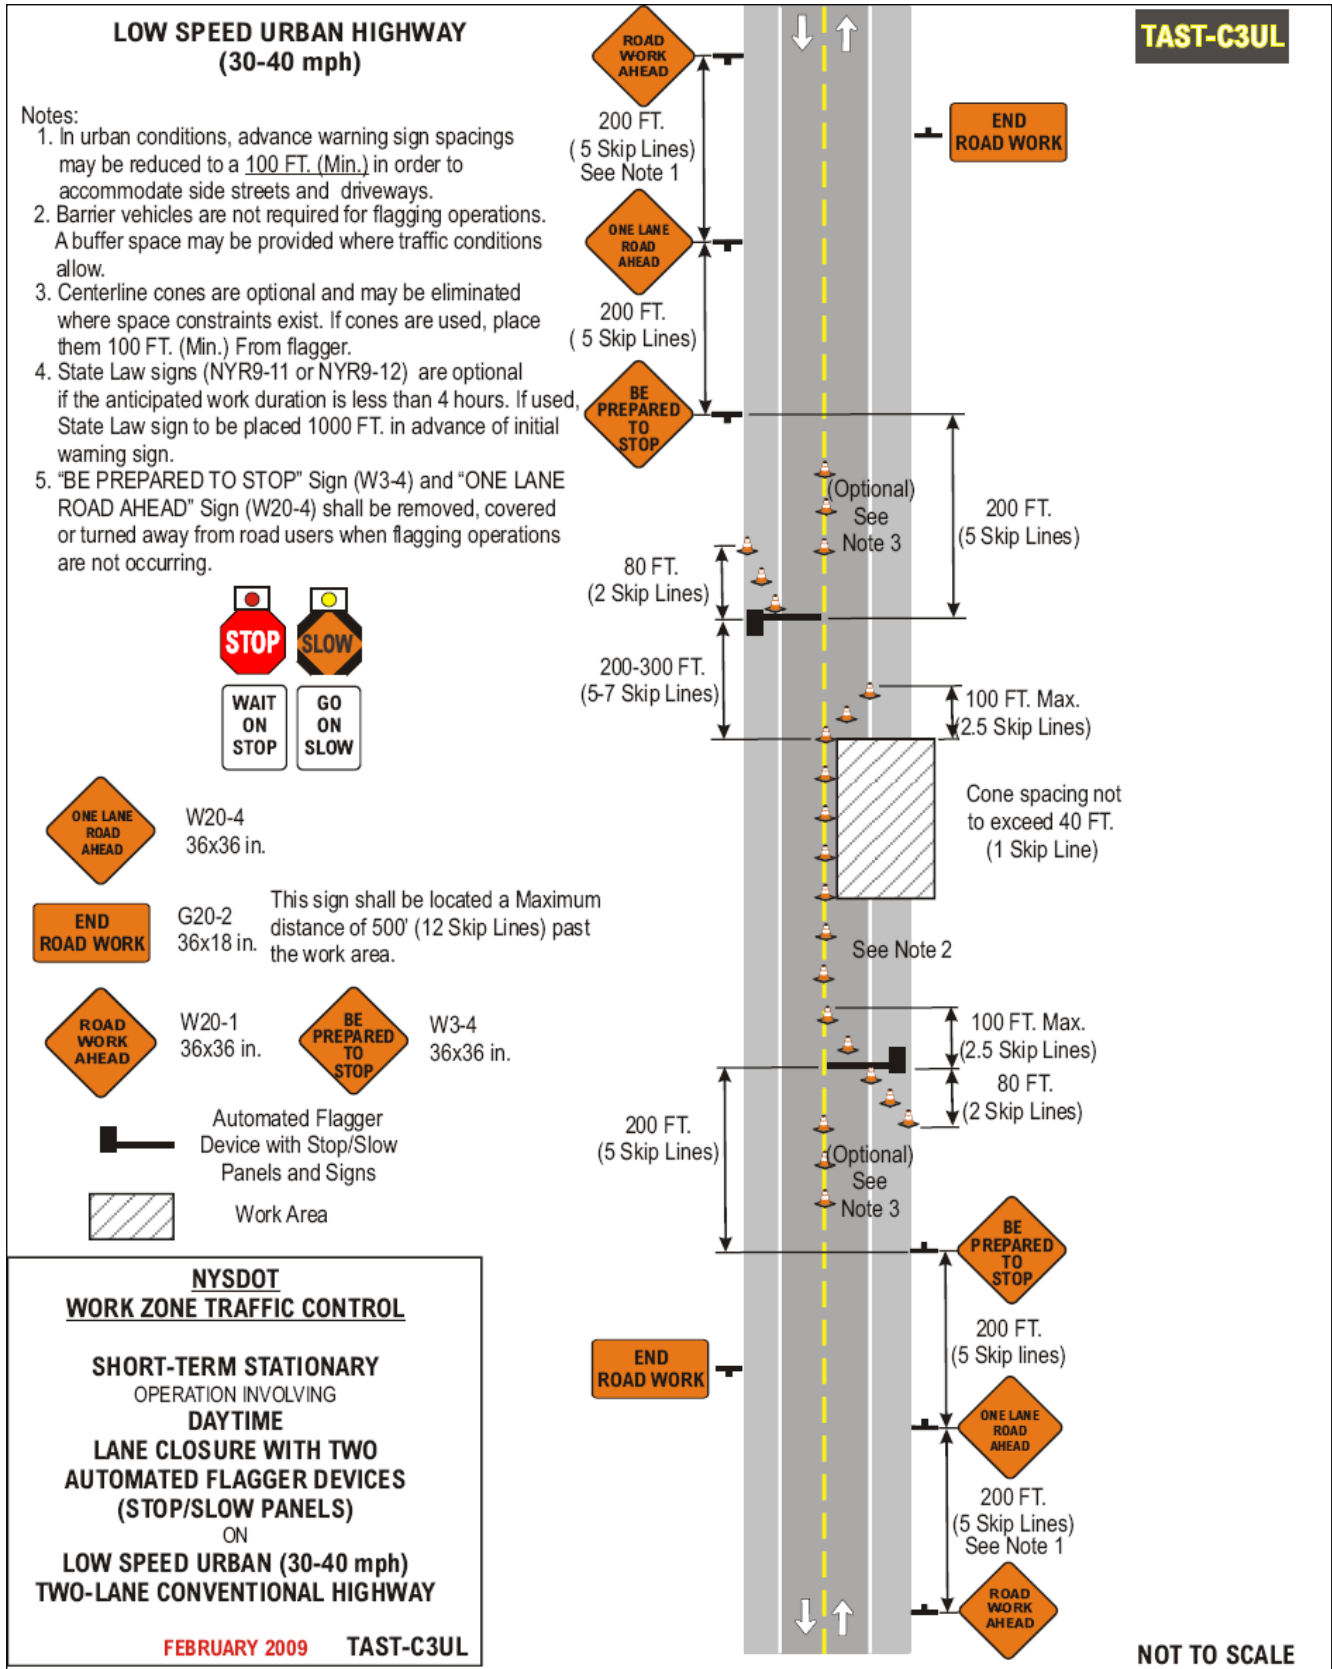 LOW SPEED URBAN HIGHWAY
(30-40 mph)
TAST-C3UL
Notes:
1. In urban conditions, advance warning sign spacings
may be reduced to a 100 FT. (Min.) in order to
accommodate side streets and driveways.
2. Barrier vehicles are not required for flagging operations.
A buffer space may be provided where traffic conditions
allow.
3. Centerline cones are optional and may be eliminated
where space constraints exist. If cones are used, place
them 100 FT. (Min.) From flagger.
4. State Law signs (NYR9-11 or NYR9-12) are optional
if the anticipated work duration is less than 4 hours. If used,
State Law sign to be placed 1000 FT. in advance of initial
warning sign.
5. “BE PREPARED TO STOP” Sign (W3-4) and “ONE LANE
ROAD AHEAD” Sign (W20-4) shall be removed, covered
or turned away from road users when flagging operations
are not occurring.
STOP
SLOW
WAIT
ON
STOP
GO
ON
SLOW
ONE LANE
ROAD
AHEAD
W20-4
36x36 in.
END
ROAD WORK
G20-2
36x18 in.
This sign shall be located a Maximum
distance of 500' (12 Skip Lines) past
the work area.
ROAD
WORK
AHEAD
W20-1
36x36 in.
BE
PREPARED
TO
STOP
W3-4
36x36 in.
Automated Flagger
Device with Stop/Slow
Panels and Signs
Work Area
NYSDOT
WORK ZONE TRAFFIC CONTROL
SHORT-TERM STATIONARY
OPERATION INVOLVING
DAYTIME
LANE CLOSURE WITH TWO
AUTOMATED FLAGGER DEVICES
(STOP/SLOW PANELS)
ON
LOW SPEED URBAN (30-40 mph)
TWO-LANE CONVENTIONAL HIGHWAY
FEBRUARY 2009 TAST-C3UL
ROAD
WORK
AHEAD
200 FT.
( 5 Skip Lines)
See Note 1
END
ROAD WORK
ONE LANE
ROAD
AHEAD
200 FT.
( 5 Skip Lines)
BE
PREPARED
TO
STOP
(Optional)
See
Note 3
200 FT.
(5 Skip Lines)
80 FT.
(2 Skip Lines)
200-300 FT.
(5-7 Skip Lines)
100 FT. Max.
(2.5 Skip Lines)
Cone spacing not
to exceed 40 FT.
(1 Skip Line)
See Note 2
100 FT. Max.
(2.5 Skip Lines)
80 FT.
(2 Skip Lines)
200 FT.
(5 Skip Lines)
(Optional)
See
Note 3
BE
PREPARED
TO
STOP
200 FT.
(5 Skip lines)
END
ROAD WORK
ONE LANE
ROAD
AHEAD
200 FT.
(5 Skip Lines)
See Note 1
ROAD
WORK
AHEAD
NOT TO SCALE